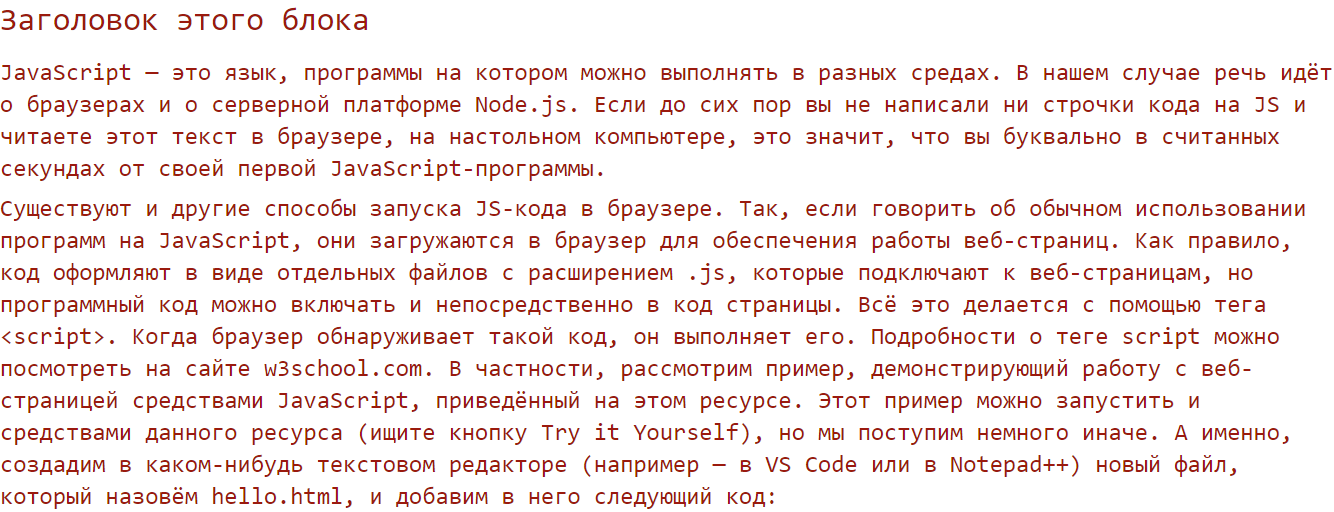 Заголовок этого блока
JavaScript — это язык, программы на котором можно выполнять в разных средах. В нашем случае речь идёт
о браузерах и о серверной платформе Node.js. Если до сих пор вы не написали ни строчки кода на JS и
читаете этот текст в браузере, на настольном компьютере, это значит, что вы буквально в считанных
секундах от своей первой JavaScript-программы.
Существуют и другие способы запуска JS-кода в браузере. Так, если говорить об обычном использовании
программ на JavaScript, они загружаются в браузер для обеспечения работы веб-страниц. Как правило,
код оформляют в виде отдельных файлов с расширением .js, которые подключают к веб-страницам, но
программный код можно включать и непосредственно в код страницы. Всё это делается с помощью тега
<script>. Когда браузер обнаруживает такой код, он выполняет его. Подробности о теге script можно
посмотреть на сайте w3school.com. В частности, рассмотрим пример, демонстрирующий работу с веб-
страницей средствами JavaScript, приведённый на этом ресурсе. Этот пример можно запустить и
средствами данного ресурса (ищите кнопку Try it Yourself), но мы поступим немного иначе. А именно,
создадим в каком-нибудь текстовом редакторе (например — в VS Code или в Notepad++) новый файл,
который назовём hello.html, и добавим в него следующий код: